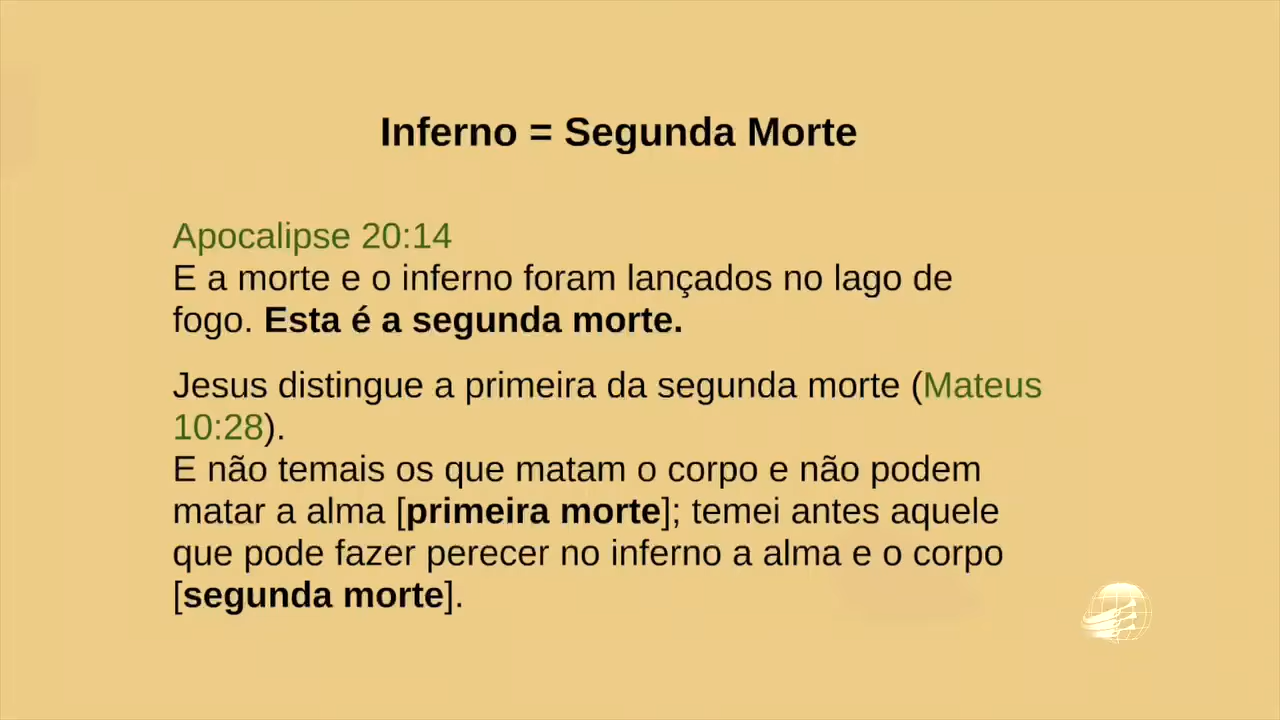 Inferno = Segunda Morte
Apocalipse 20:14
E a morte e o inferno foram lançados no lago de
fogo. Esta é a segunda morte.
Jesus distingue a primeira da segunda morte (Mateus
10:28).
E não temais os que matam o corpo e não podem
matar a alma [primeira morte]; temei antes aquele
que pode fazer perecer no inferno a alma e o corpo
[segunda morte].